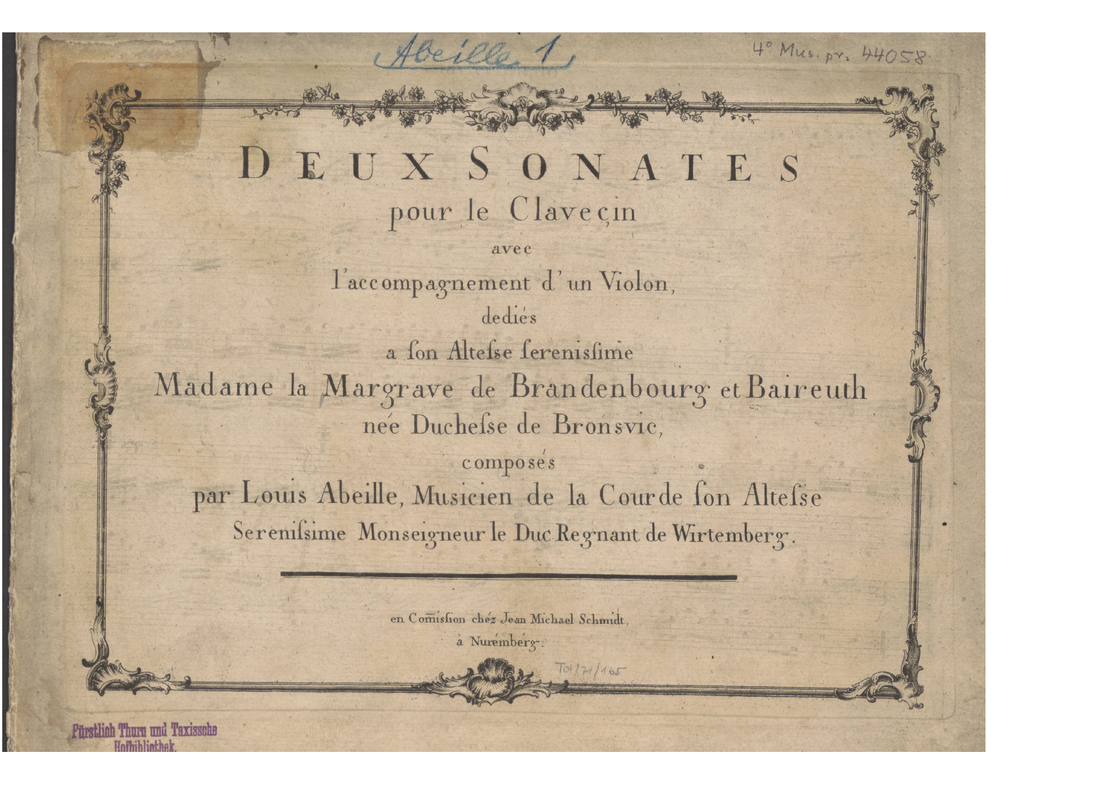 Abeille 1
4° Mus. pr. 44058
DEUX SONATES
pour le Claveçin
avec
l'accompagnement d'un Violon,
dediés
a ſon Alteſse ſereniſsime
Madame la Margrave de Brandenbourg et Baireuth
née Ducheſse de Bronsvic,
composés
par Louis Abeille, Musicien de la Cour de ſon Alteſse
Sereniſsime Monseigneur le Duc Regnant de Wirtemberg.
en Com̅iſsion chéz Jean Michael Schmidt,
à Nurémbérg.
Fürstlich Thurn und Taxissche
Hofbibliothek.